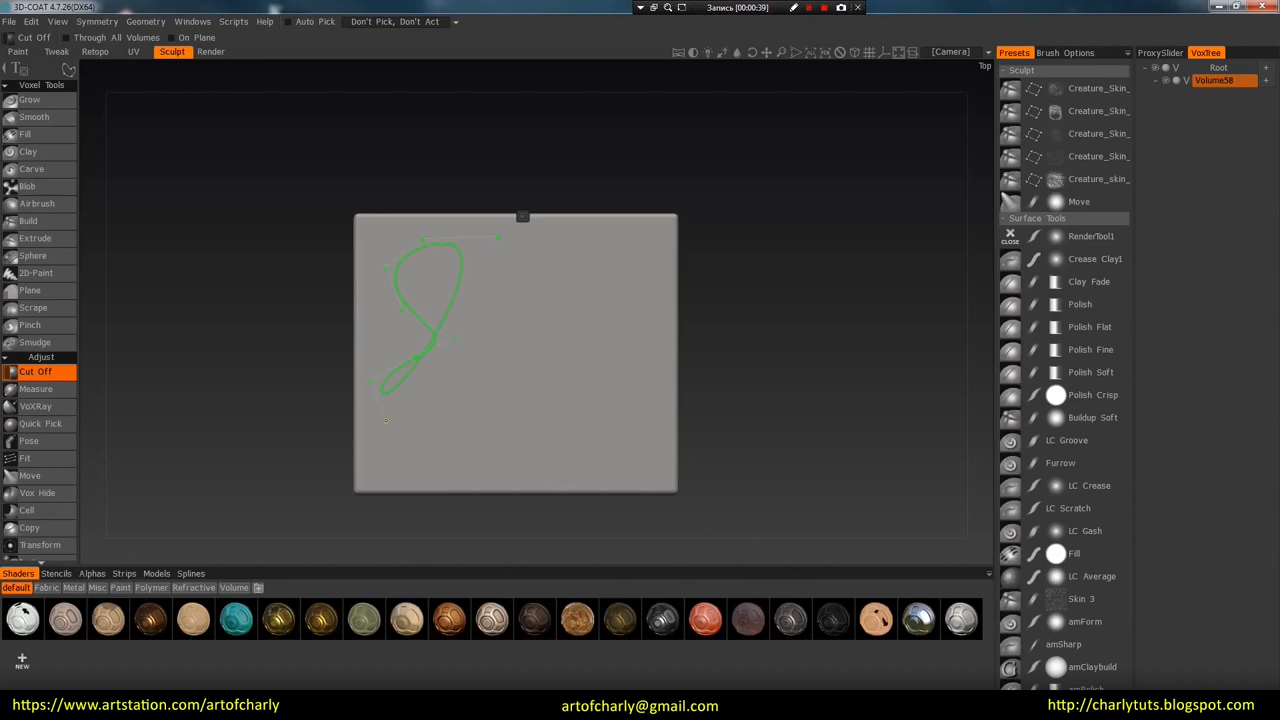 3D-COAT 4.7.26(DX64)
Запись [00:00:39]
File Edit View Symmetry Geometry Windows Scripts Help Auto Pick Don't Pick, Don't Act
Cut Off Through All Volumes On Plane
Paint Tweak Retopo UV Sculpt Render
[Camera]
Top
Voxel Tools
Grow
Smooth
Fill
Clay
Carve
Blob
Airbrush
Build
Extrude
Sphere
2D-Paint
Plane
Scrape
Pinch
Smudge
Adjust
Cut Off
Measure
VoXRay
Quick Pick
Pose
Fit
Move
Vox Hide
Cell
Copy
Transform
Presets Brush Options
Sculpt
Creature_Skin_
Creature_Skin_
Creature_Skin_
Creature_Skin_
Creature_skin_
Move
Surface Tools
CLOSE
RenderTool1
Crease Clay1
Clay Fade
Polish
Polish Flat
Polish Fine
Polish Soft
Polish Crisp
Buildup Soft
LC Groove
Furrow
LC Crease
LC Scratch
LC Gash
Fill
LC Average
Skin 3
amForm
amSharp
amClaybuild
ProxySlider VoxTree
V Root +
V Volume58 +
Shaders Stencils Alphas Strips Models Splines
default Fabric Metal Misc Paint Polymer Refractive Volume
NEW
https://www.artstation.com/artofcharly
artofcharly@gmail.com
http://charlytuts.blogspot.com